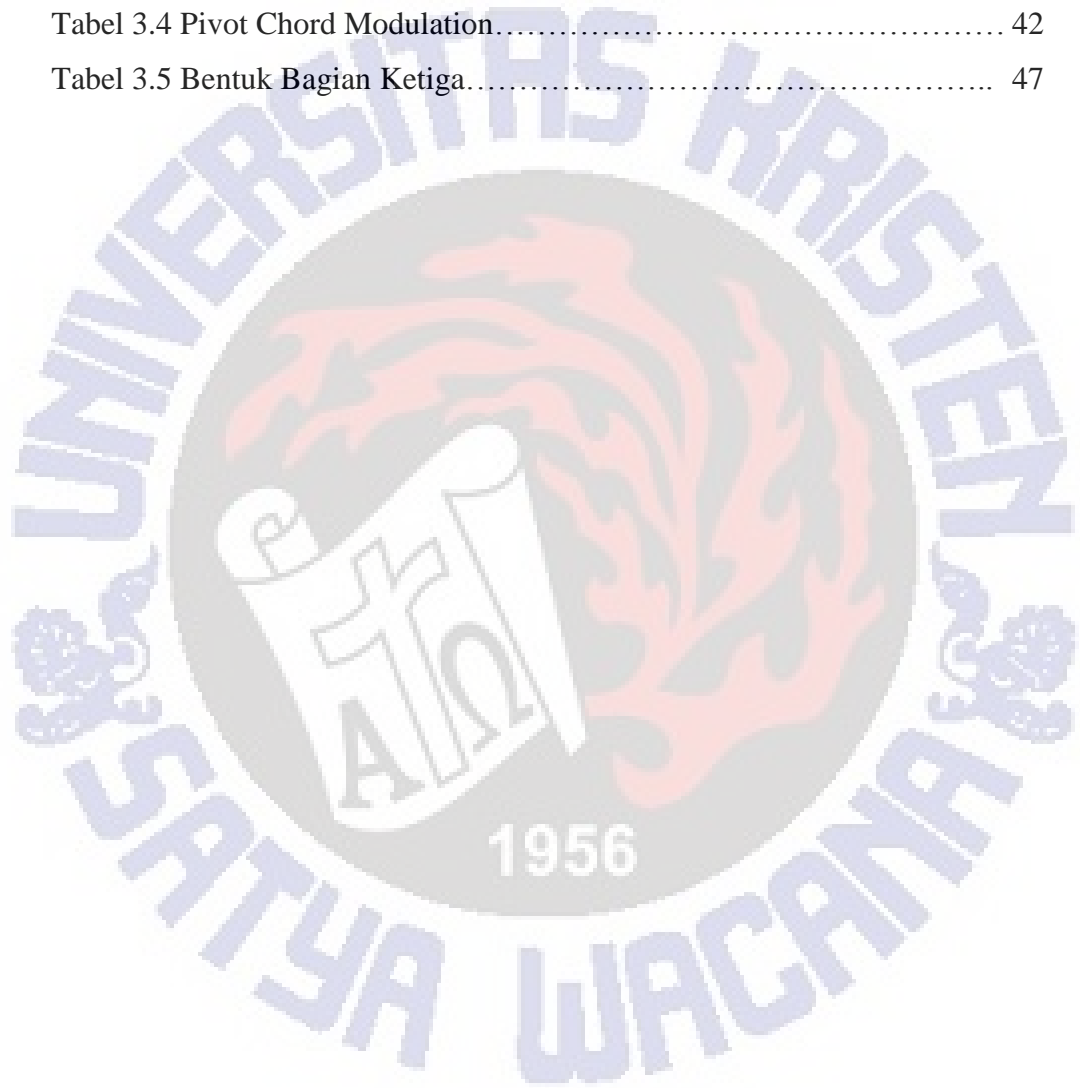 Tabel 3.4 Pivot Chord Modulation…………………………………………… 42
Tabel 3.5 Bentuk Bagian Ketiga………………………………………….. 47
UNIVERSITAS KRISTEN
SATYA WACANA
Α Ω
1956